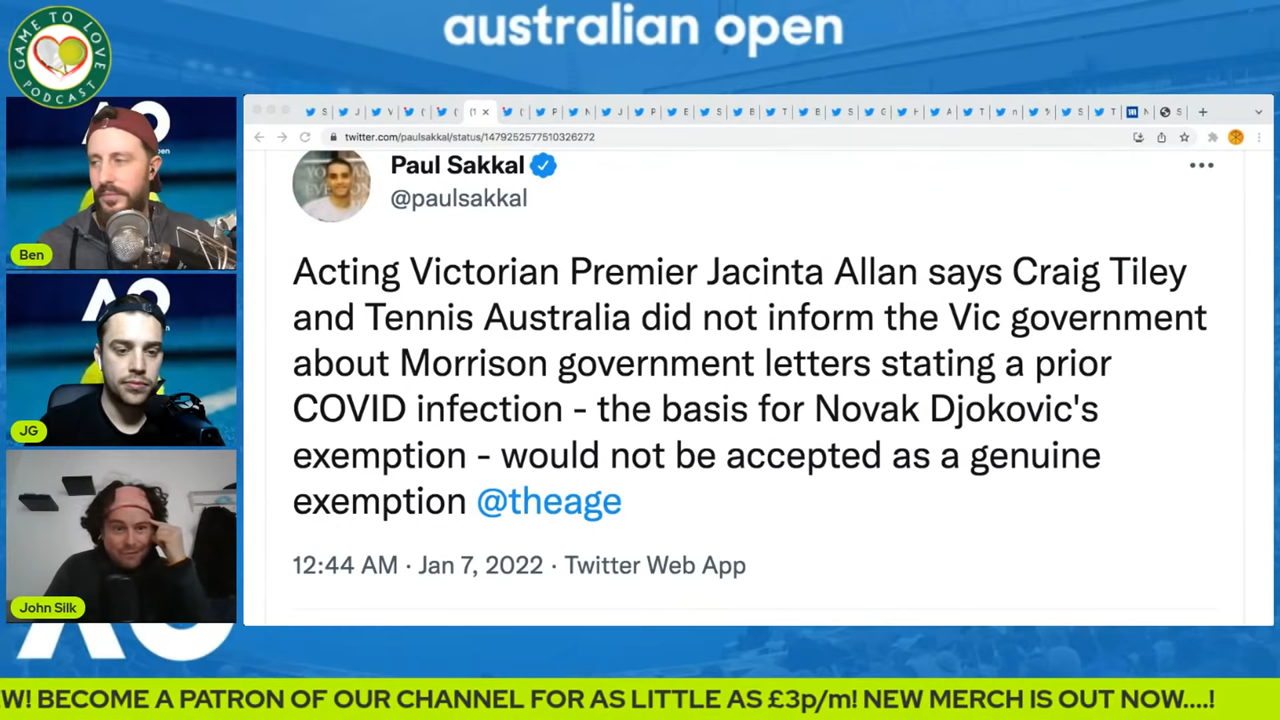 australian open
GAME TO LOVE
PODCAST
twitter.com/paulsakkal/status/1479252577510326272
Paul Sakkal
@paulsakkal
Acting Victorian Premier Jacinta Allan says Craig Tiley
and Tennis Australia did not inform the Vic government
about Morrison government letters stating a prior
COVID infection - the basis for Novak Djokovic's
exemption - would not be accepted as a genuine
exemption @theage
12:44 AM · Jan 7, 2022 · Twitter Web App
AO
Ben
AO
JG
John Silk
AO
W! BECOME A PATRON OF OUR CHANNEL FOR AS LITTLE AS £3p/m! NEW MERCH IS OUT NOW....!